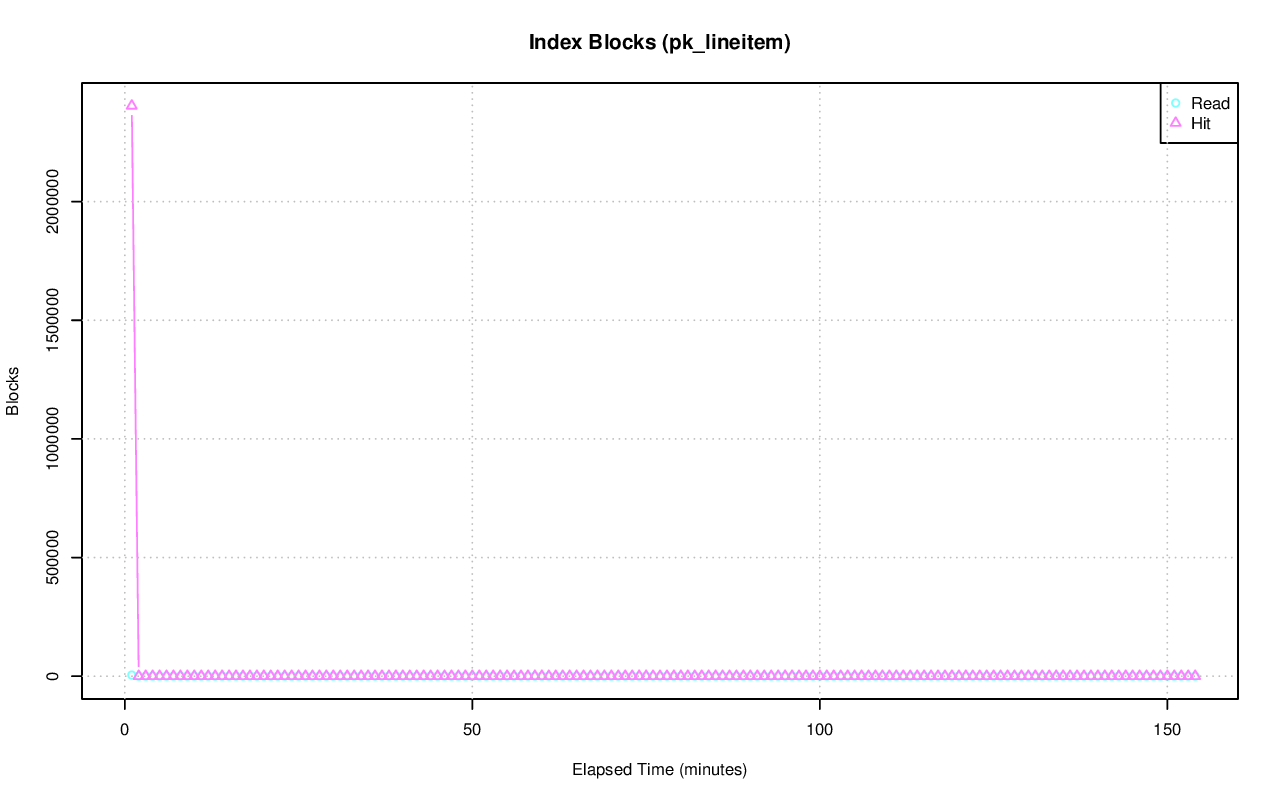 Index Blocks (pk_lineitem)
Read
Hit
Blocks
2000000
1500000
1000000
500000
0
0
50
100
150
Elapsed Time (minutes)